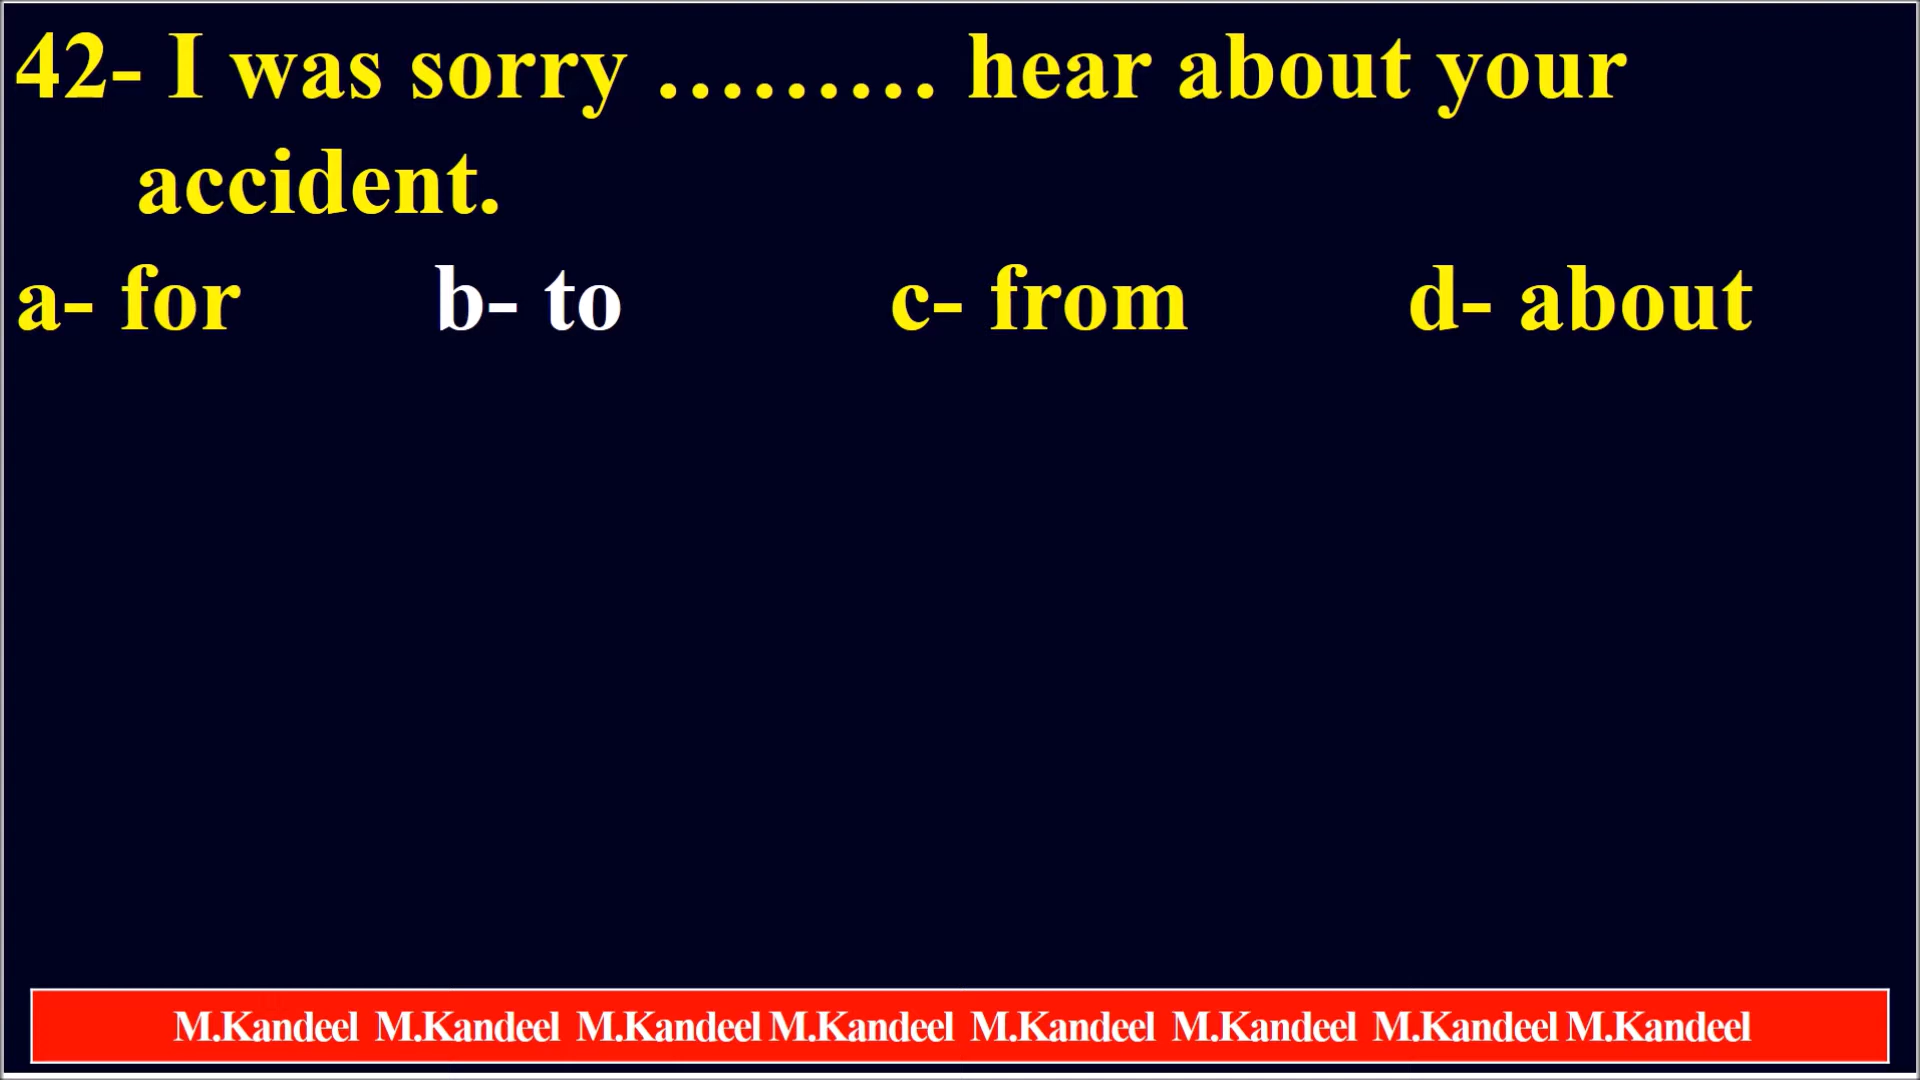 42- I was sorry ……… hear about your
accident.
a- for b- to c- from d- about
M.Kandeel M.Kandeel M.Kandeel M.Kandeel M.Kandeel M.Kandeel M.Kandeel M.Kandeel